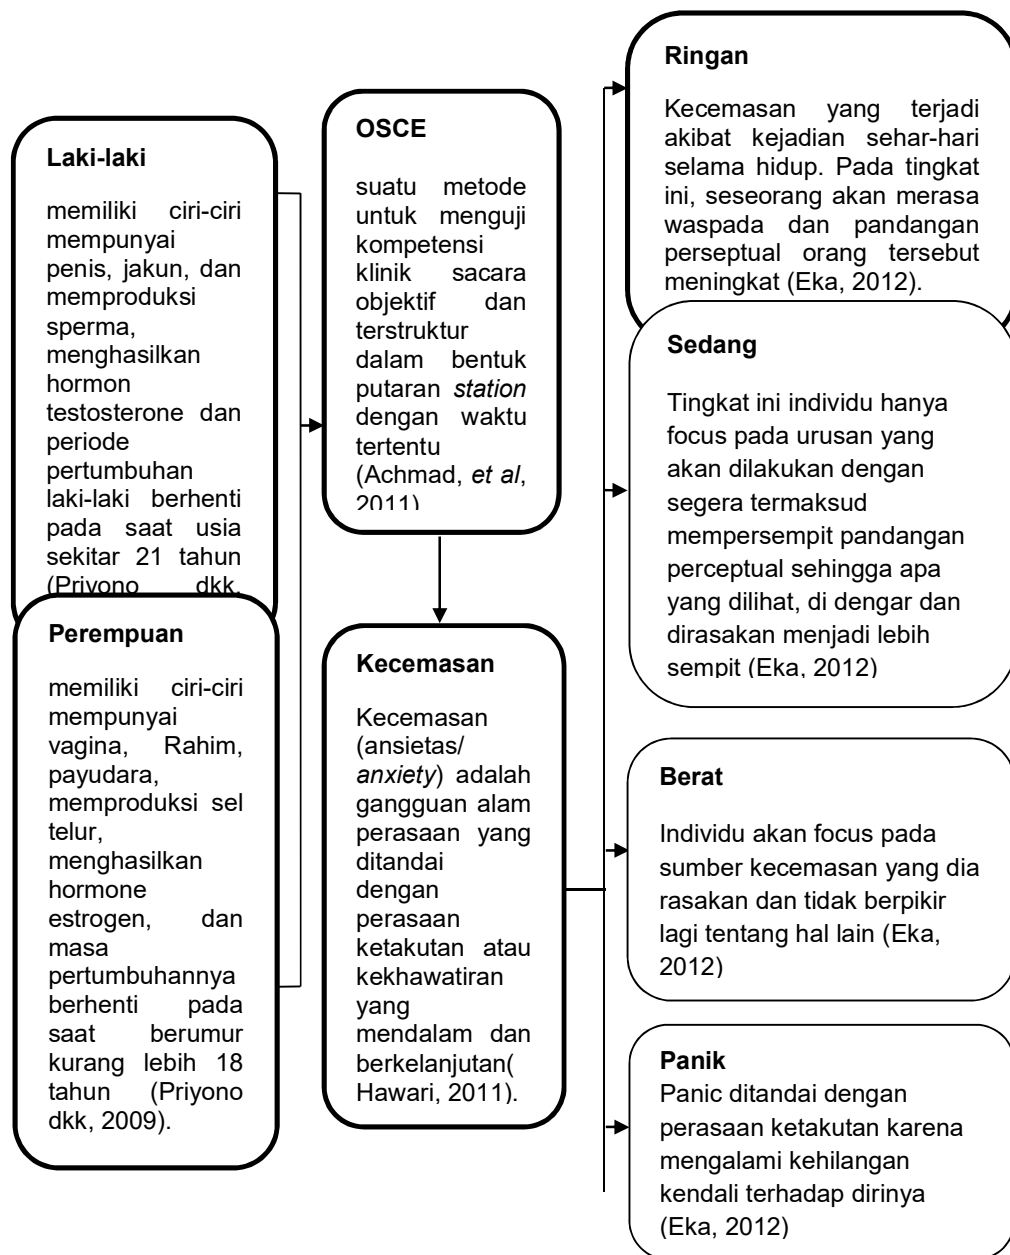 Laki-laki
memiliki ciri-ciri
mempunyai
penis, jakun, dan
memproduksi
sperma,
menghasilkan
hormon
testosterone dan
periode
pertumbuhan
laki-laki berhenti
pada saat usia
sekitar 21 tahun
(Priyono dkk,
Perempuan
memiliki ciri-ciri
mempunyai
vagina, Rahim,
payudara,
memproduksi sel
telur,
menghasilkan
hormone
estrogen, dan
masa
pertumbuhannya
berhenti pada
saat berumur
kurang lebih 18
tahun (Priyono
dkk, 2009).
OSCE
suatu metode
untuk menguji
kompetensi
klinik sacara
objektif dan
terstruktur
dalam bentuk
putaran station
dengan waktu
tertentu
(Achmad, et al,
2011)
Kecemasan
Kecemasan
(ansietas/
anxiety) adalah
gangguan alam
perasaan yang
ditandai
dengan
perasaan
ketakutan atau
kekhawatiran
yang
mendalam dan
berkelanjutan(
Hawari, 2011).
Ringan
Kecemasan yang terjadi
akibat kejadian sehar-hari
selama hidup. Pada tingkat
ini, seseorang akan merasa
waspada dan pandangan
perseptual orang tersebut
meningkat (Eka, 2012).
Sedang
Tingkat ini individu hanya
focus pada urusan yang
akan dilakukan dengan
segera termaksud
mempersempit pandangan
perceptual sehingga apa
yang dilihat, di dengar dan
dirasakan menjadi lebih
sempit (Eka, 2012)
Berat
Individu akan focus pada
sumber kecemasan yang dia
rasakan dan tidak berpikir
lagi tentang hal lain (Eka,
2012)
Panik
Panic ditandai dengan
perasaan ketakutan karena
mengalami kehilangan
kendali terhadap dirinya
(Eka, 2012)